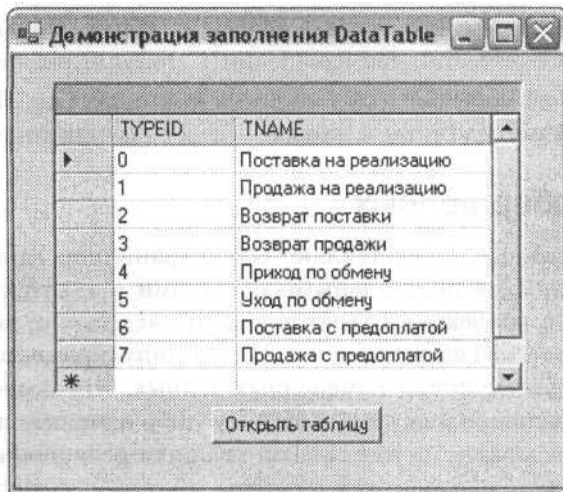 Демонстрация заполнения DataTable
TYPEID TNAME
0 Поставка на реализацию
1 Продажа на реализацию
2 Возврат поставки
3 Возврат продажи
4 Приход по обмену
5 Уход по обмену
6 Поставка с предоплатой
7 Продажа с предоплатой
Открыть таблицу